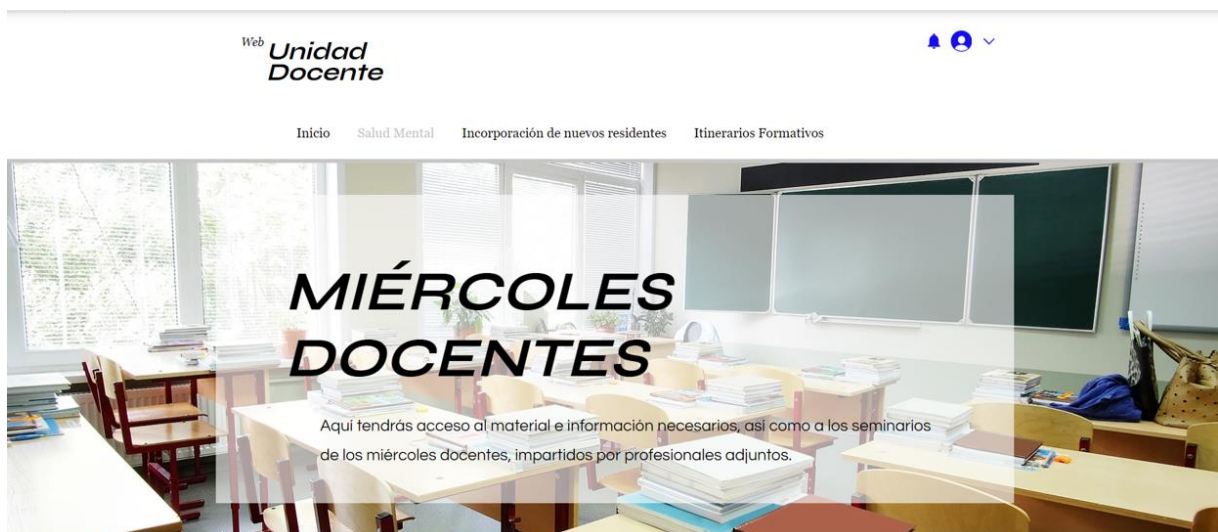 Web
Unidad
Docente
Inicio Salud Mental Incorporación de nuevos residentes Itinerarios Formativos
MIÉRCOLES
DOCENTES
Aquí tendrás acceso al material e información necesarios, así como a los seminarios
de los miércoles docentes, impartidos por profesionales adjuntos.